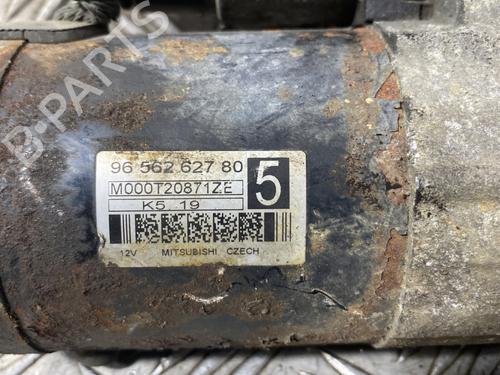 96 562 627 80
5
M000T20871ZE
K5 19
12V MITSUBISHI CZECH
B-PARTS